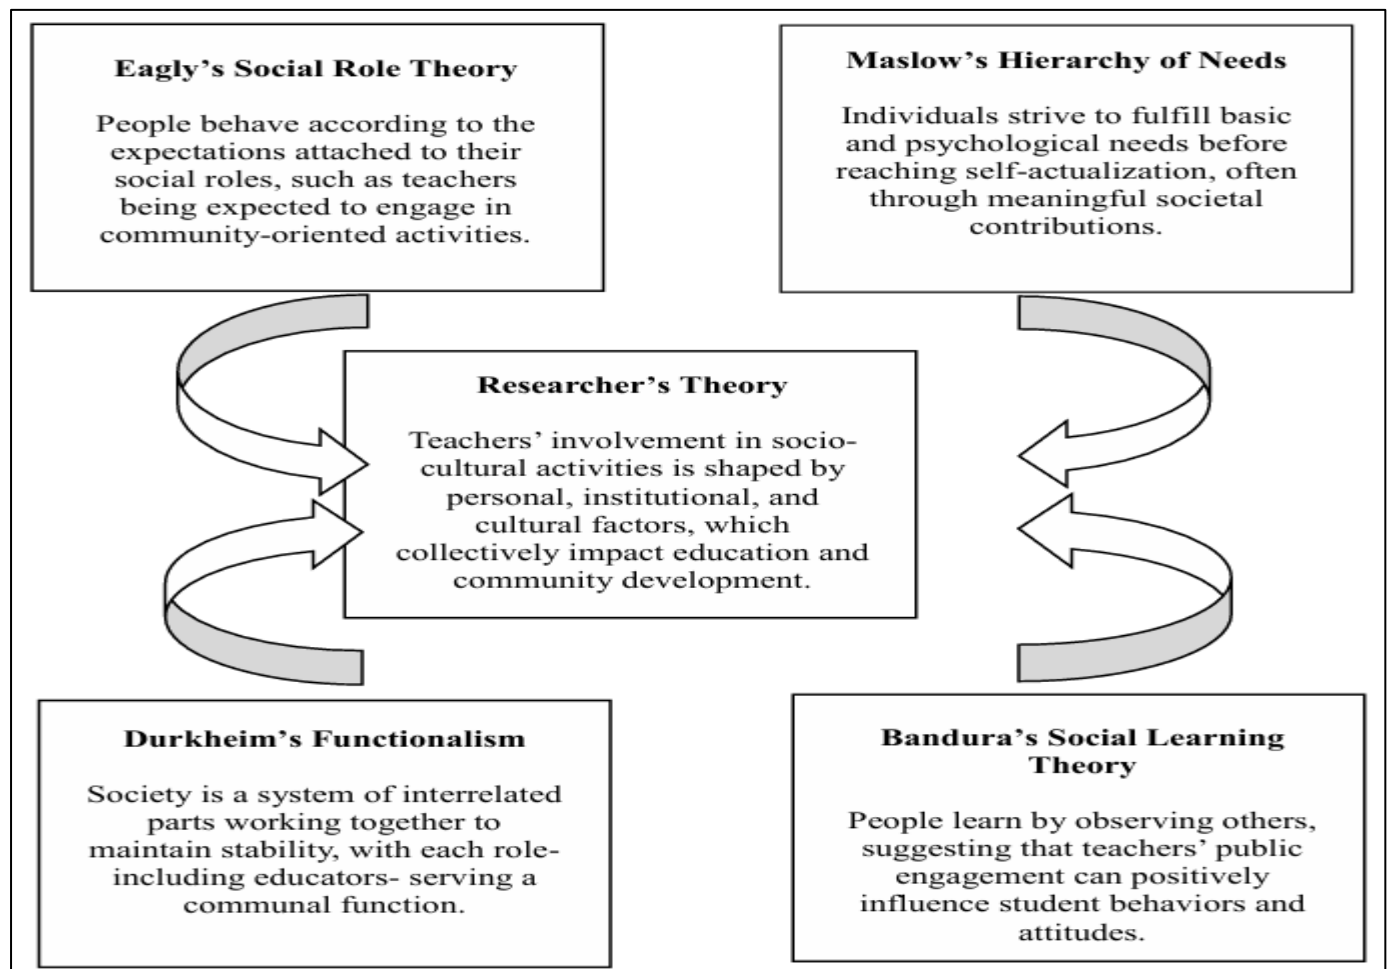 Eagly’s Social Role Theory
People behave according to the
expectations attached to their
social roles, such as teachers
being expected to engage in
community-oriented activities.
Maslow’s Hierarchy of Needs
Individuals strive to fulfill basic
and psychological needs before
reaching self-actualization, often
through meaningful societal
contributions.
Researcher’s Theory
Teachers’ involvement in socio-
cultural activities is shaped by
personal, institutional, and
cultural factors, which
collectively impact education and
community development.
Durkheim’s Functionalism
Society is a system of interrelated
parts working together to
maintain stability, with each role-
including educators- serving a
communal function.
Bandura’s Social Learning
Theory
People learn by observing others,
suggesting that teachers’ public
engagement can positively
influence student behaviors and
attitudes.